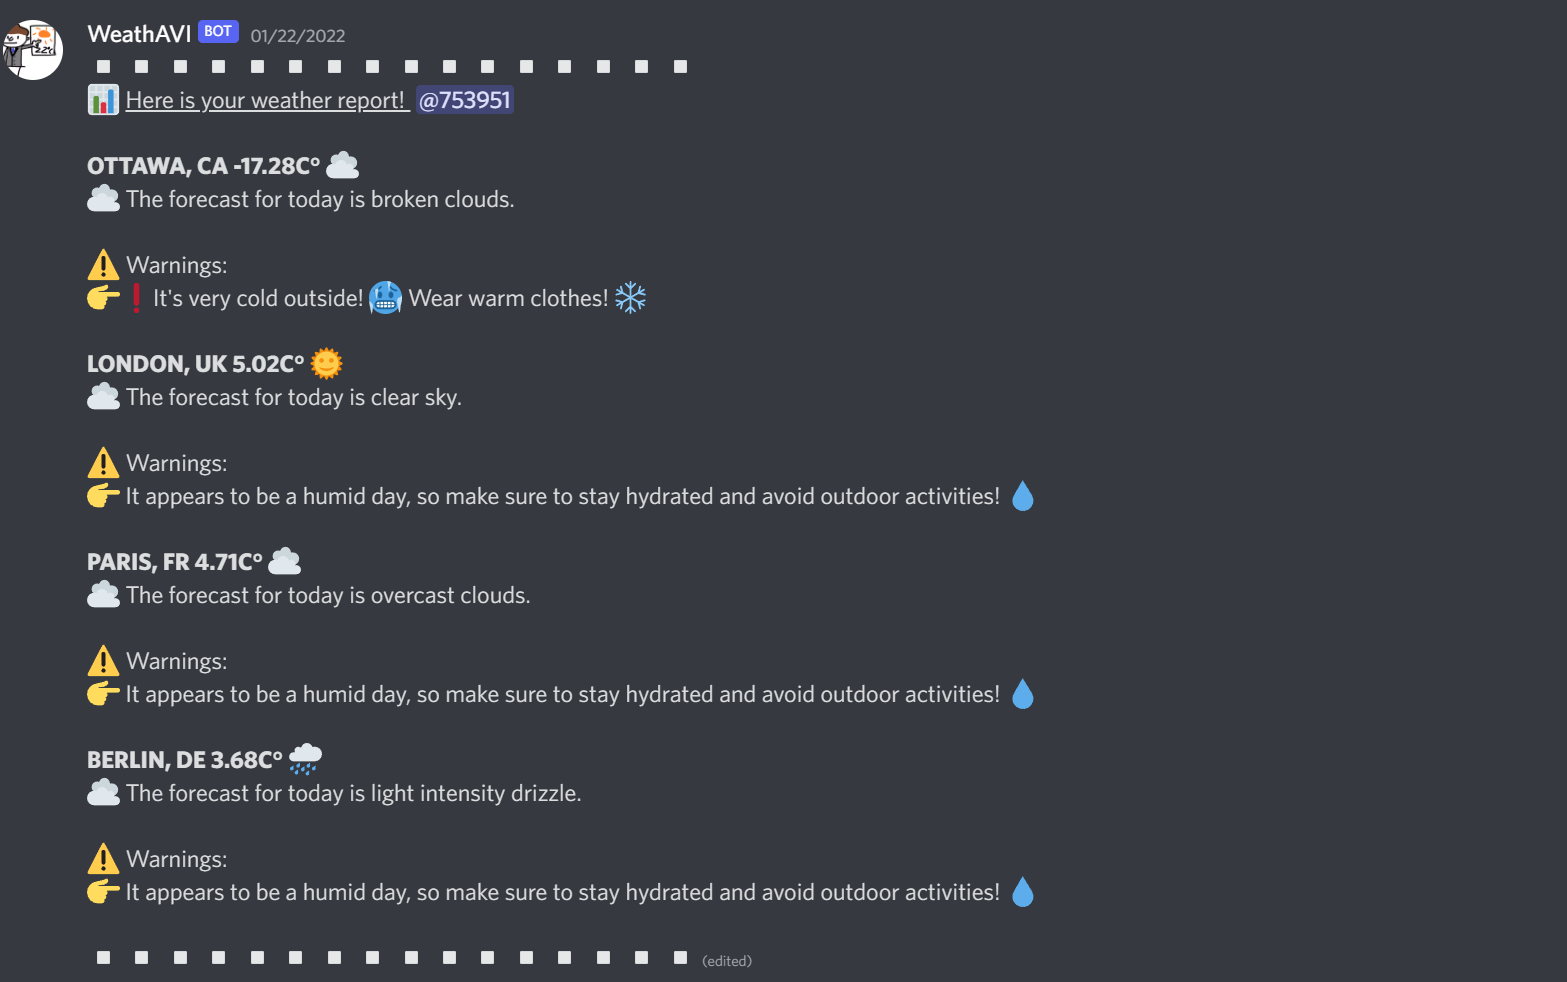 WeathAVI BOT 01/22/2022
Here is your weather report! @753951
OTTAWA, CA -17.28C°
The forecast for today is broken clouds.
Warnings:
It's very cold outside! Wear warm clothes!
LONDON, UK 5.02C°
The forecast for today is clear sky.
Warnings:
It appears to be a humid day, so make sure to stay hydrated and avoid outdoor activities!
PARIS, FR 4.71C°
The forecast for today is overcast clouds.
Warnings:
It appears to be a humid day, so make sure to stay hydrated and avoid outdoor activities!
BERLIN, DE 3.68C°
The forecast for today is light intensity drizzle.
Warnings:
It appears to be a humid day, so make sure to stay hydrated and avoid outdoor activities!
(edited)